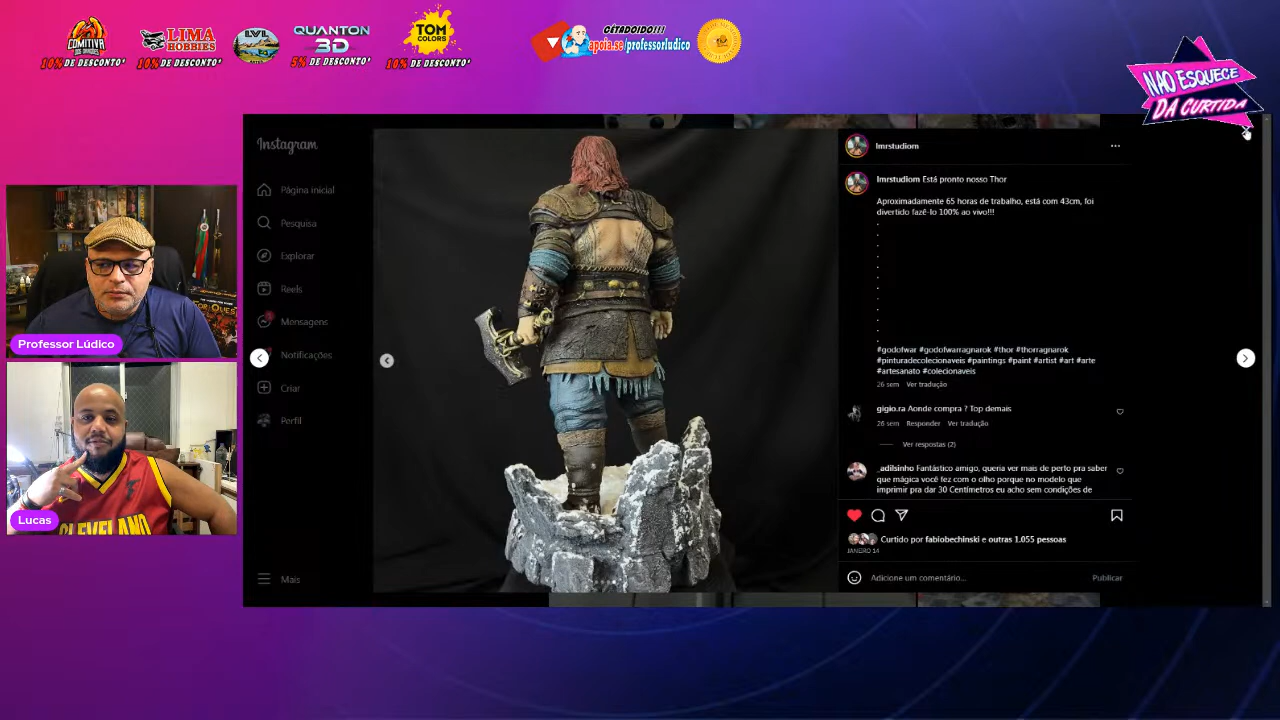 COMITIVA
10% DE DESCONTO*
LIMA
HOBBIES
10% DE DESCONTO*
LVL
QUANTON
3D
5% DE DESCONTO*
TOM
COLORS
10% DE DESCONTO*
CÊTÁDOIDO!!!
apoia.se/professorludico
NÃO ESQUECE
DA CURTIDA
Professor Lúdico
CLEVELAND
Lucas
Instagram
Página inicial
Pesquisa
Explorar
Reels
Mensagens
Notificações
Criar
Perfil
Mais
lmrstudiom
lmrstudiom Está pronto nosso Thor
Aproximadamente 65 horas de trabalho, está com 43cm, foi
divertido fazê-lo 100% ao vivo!!!
.
.
.
.
.
.
.
.
.
.
.
.
#godofwar #godofwarragnarok #thor #thorragnarok
#pinturadecolecionaveis #paintings #paint #artist #art #arte
#artesanato #colecionaveis
26 sem Ver tradução
gigio.ra Aonde compra ? Top demais
26 sem Responder Ver tradução
Ver respostas (2)
_adilsinho Fantástico amigo, queria ver mais de perto pra saber
que mágica você fez com o olho porque no modelo que
imprimir pra dar 30 Centímetros eu acho sem condições de
Curtido por fabiobechinski e outras 1.055 pessoas
JANEIRO 14
Adicione um comentário...
Publicar